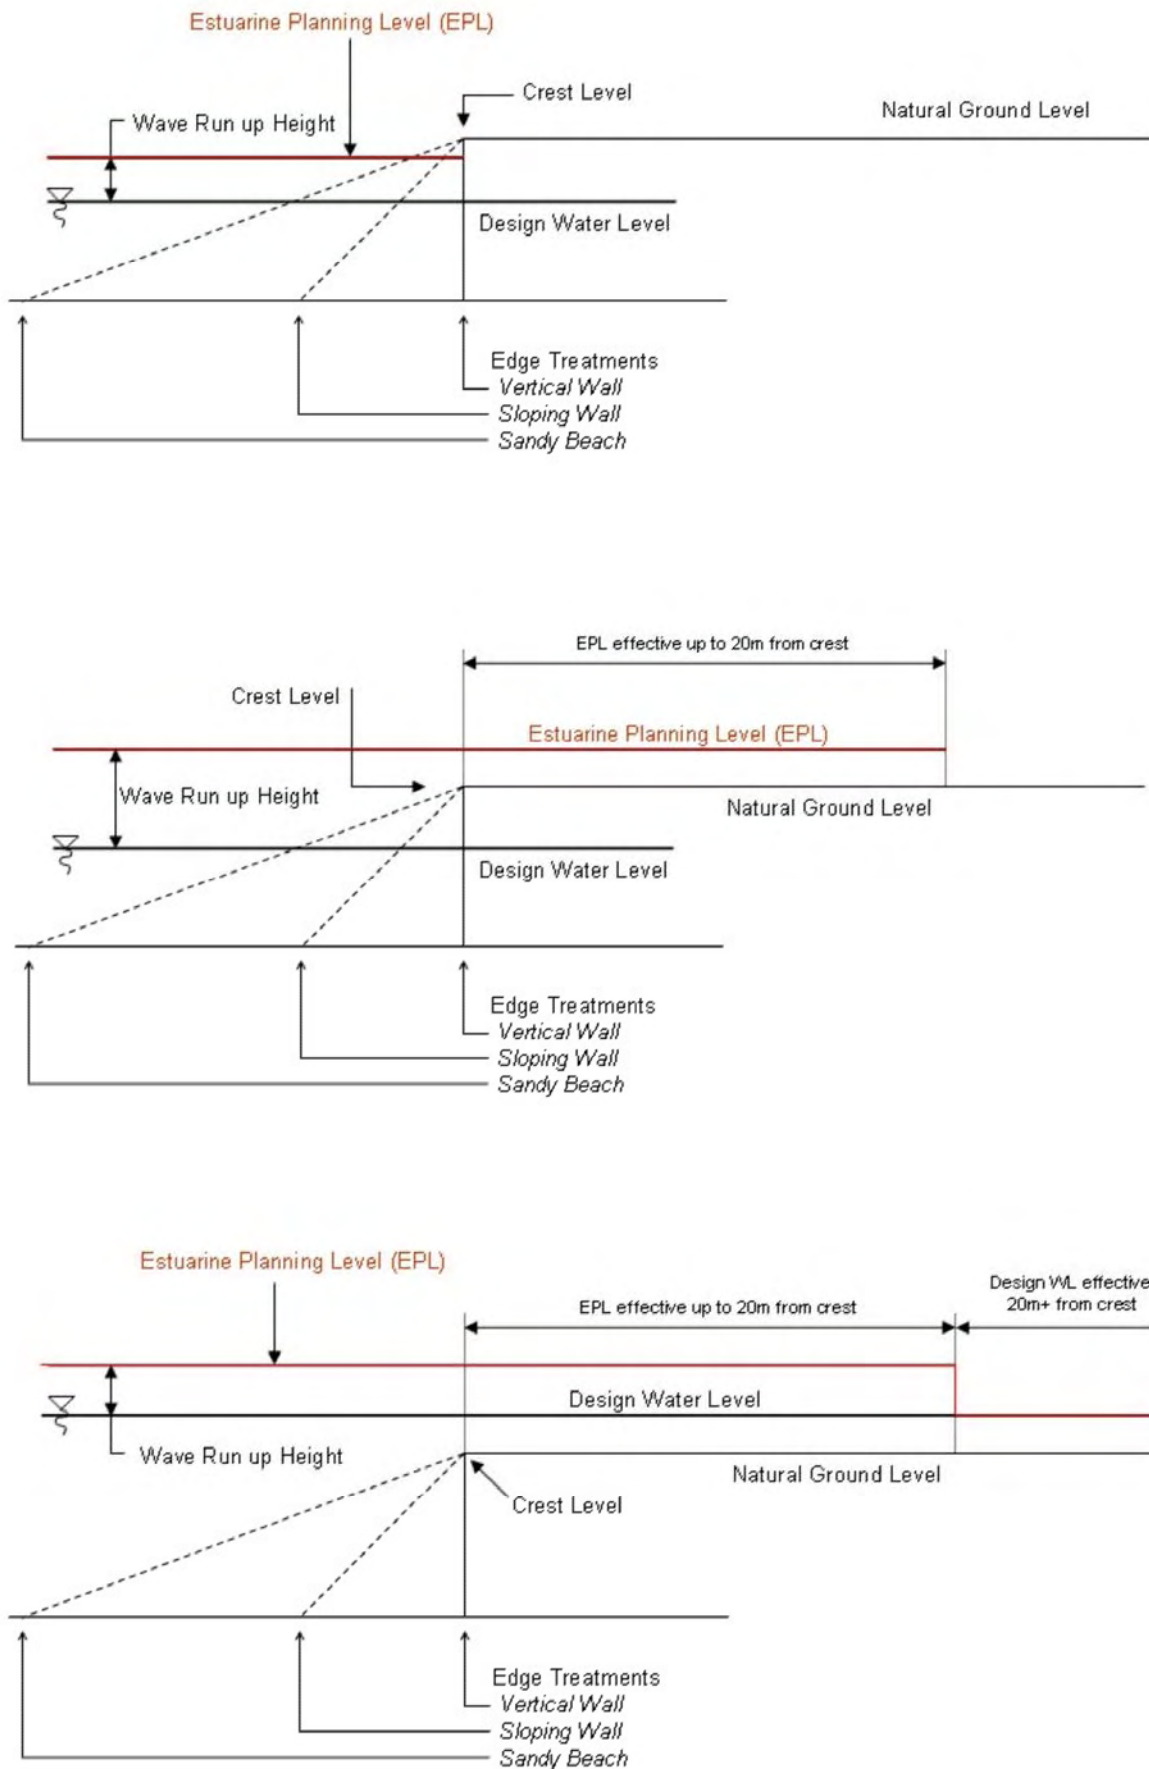 Estuarine Planning Level (EPL)
Crest Level
Natural Ground Level
Wave Run up Height
Design Water Level
Edge Treatments
Vertical Wall
Sloping Wall
Sandy Beach
EPL effective up to 20m from crest
Crest Level
Estuarine Planning Level (EPL)
Wave Run up Height
Natural Ground Level
Design Water Level
Edge Treatments
Vertical Wall
Sloping Wall
Sandy Beach
Estuarine Planning Level (EPL)
Design WL effective
20m+ from crest
EPL effective up to 20m from crest
Design Water Level
Wave Run up Height
Natural Ground Level
Crest Level
Edge Treatments
Vertical Wall
Sloping Wall
Sandy Beach